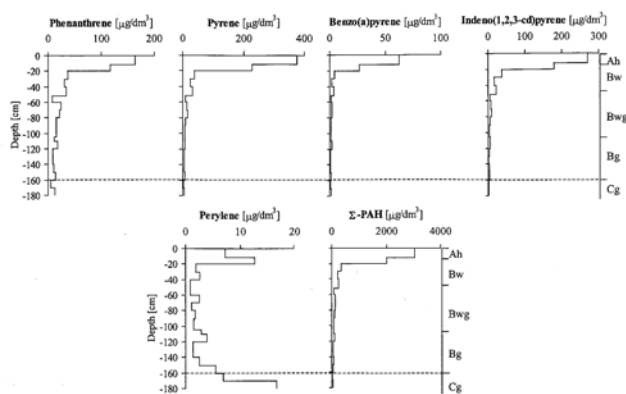 Phenanthrene [µg/dm³] Pyrene [µg/dm³] Benzo(a)pyrene [µg/dm³] Indeno(1,2,3-cd)pyrene [µg/dm³]
0 100 200 0 200 400 0 50 100 0 100 200 300
Depth [cm]
0
-20
-40
-60
-80
-100
-120
-140
-160
-180
Ah
Bw
Bwg
Bg
Cg
Perylene [µg/dm³] Σ-PAH [µg/dm³]
0 10 20 0 2000 4000
Depth [cm]
0
-20
-40
-60
-80
-100
-120
-140
-160
-180
Ah
Bw
Bwg
Bg
Cg